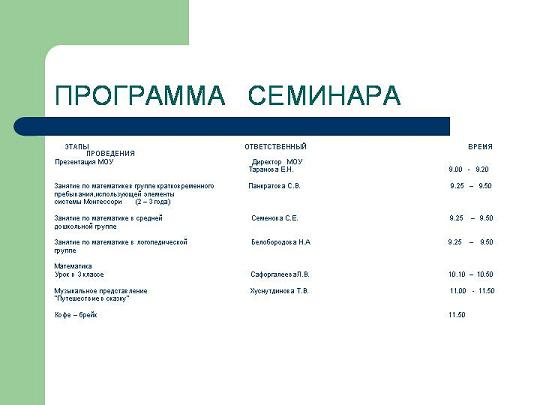 ПРОГРАММА СЕМИНАРА
ЭТАПЫ ОТВЕТСТВЕННЫЙ ВРЕМЯ
ПРОВЕДЕНИЯ
Презентация МОУ Директор МОУ
Таранова Е.Н. 9.00 - 9.20
Занятие по математике в группе кратковременного Панкратова С.В. 9.25 – 9.50
пребывания, использующей элементы
системы Монтессори (2 – 3 года)
Занятие по математике в средней Семенова С.Е. 9.25 – 9.50
дошкольной группе
Занятие по математике в логопедической Белобородова Н.А 9.25 – 9.50
группе
Математика
Урок в 3 классе Сафоргалеева Л.В. 10.10 – 10.50
Музыкальное представление Хуснутдинова Т.В. 11.00 - 11.50
"Путешествие в сказку"
Кофе – брейк 11.50